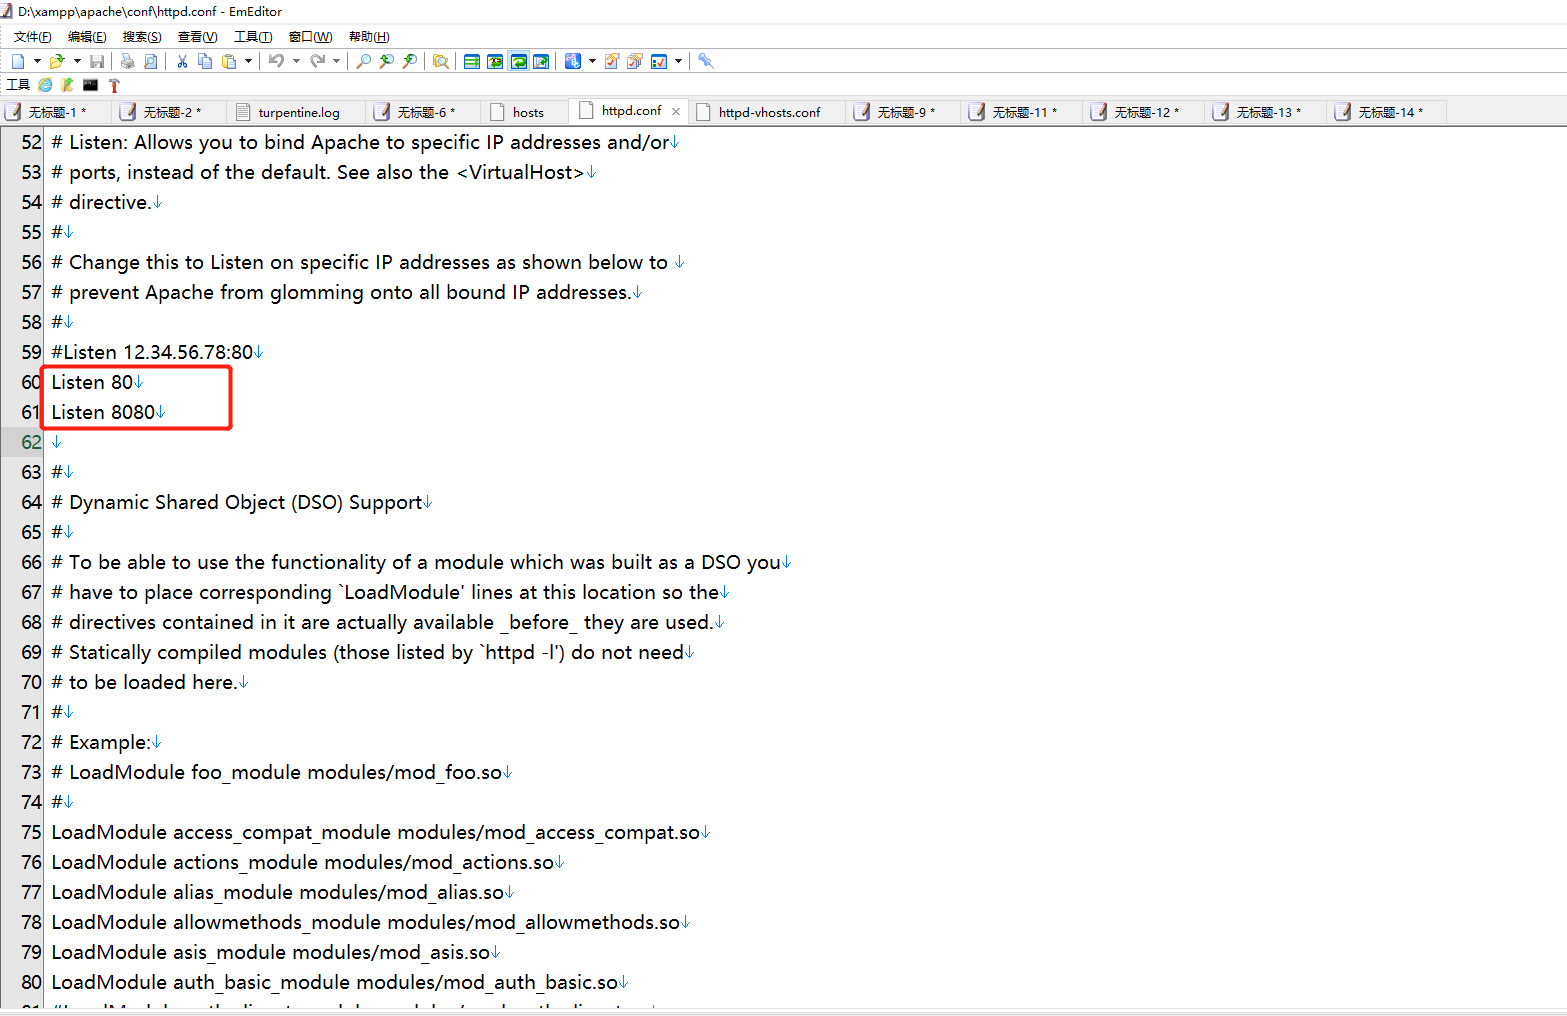 D:\xampp\apache\conf\httpd.conf - EmEditor
文件(F) 编辑(E) 搜索(S) 查看(V) 工具(T) 窗口(W) 帮助(H)
工具
无标题-1 * 无标题-2 * turpentine.log 无标题-6 * hosts httpd.conf httpd-vhosts.conf 无标题-9 * 无标题-11 * 无标题-12 * 无标题-13 * 无标题-14 *
52 # Listen: Allows you to bind Apache to specific IP addresses and/or↓
53 # ports, instead of the default. See also the <VirtualHost>↓
54 # directive.↓
55 #↓
56 # Change this to Listen on specific IP addresses as shown below to ↓
57 # prevent Apache from glomming onto all bound IP addresses.↓
58 #↓
59 #Listen 12.34.56.78:80↓
60 Listen 80↓
61 Listen 8080↓
62 ↓
63 #↓
64 # Dynamic Shared Object (DSO) Support↓
65 #↓
66 # To be able to use the functionality of a module which was built as a DSO you↓
67 # have to place corresponding `LoadModule' lines at this location so the↓
68 # directives contained in it are actually available _before_ they are used.↓
69 # Statically compiled modules (those listed by `httpd -l') do not need↓
70 # to be loaded here.↓
71 #↓
72 # Example:↓
73 # LoadModule foo_module modules/mod_foo.so↓
74 #↓
75 LoadModule access_compat_module modules/mod_access_compat.so↓
76 LoadModule actions_module modules/mod_actions.so↓
77 LoadModule alias_module modules/mod_alias.so↓
78 LoadModule allowmethods_module modules/mod_allowmethods.so↓
79 LoadModule asis_module modules/mod_asis.so↓
80 LoadModule auth_basic_module modules/mod_auth_basic.so↓